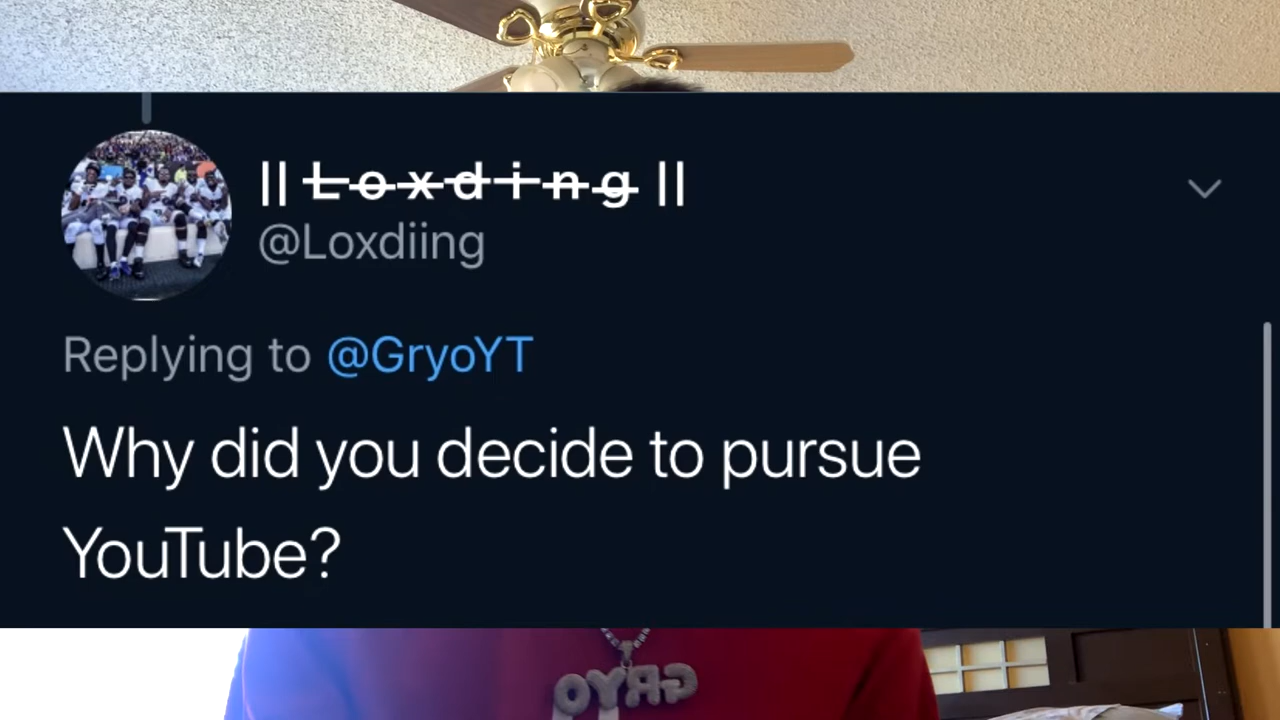 || L̶o̶x̶d̶i̶n̶g̶ ||
@Loxdiing
Replying to @GryoYT
Why did you decide to pursue
YouTube?
GRYO